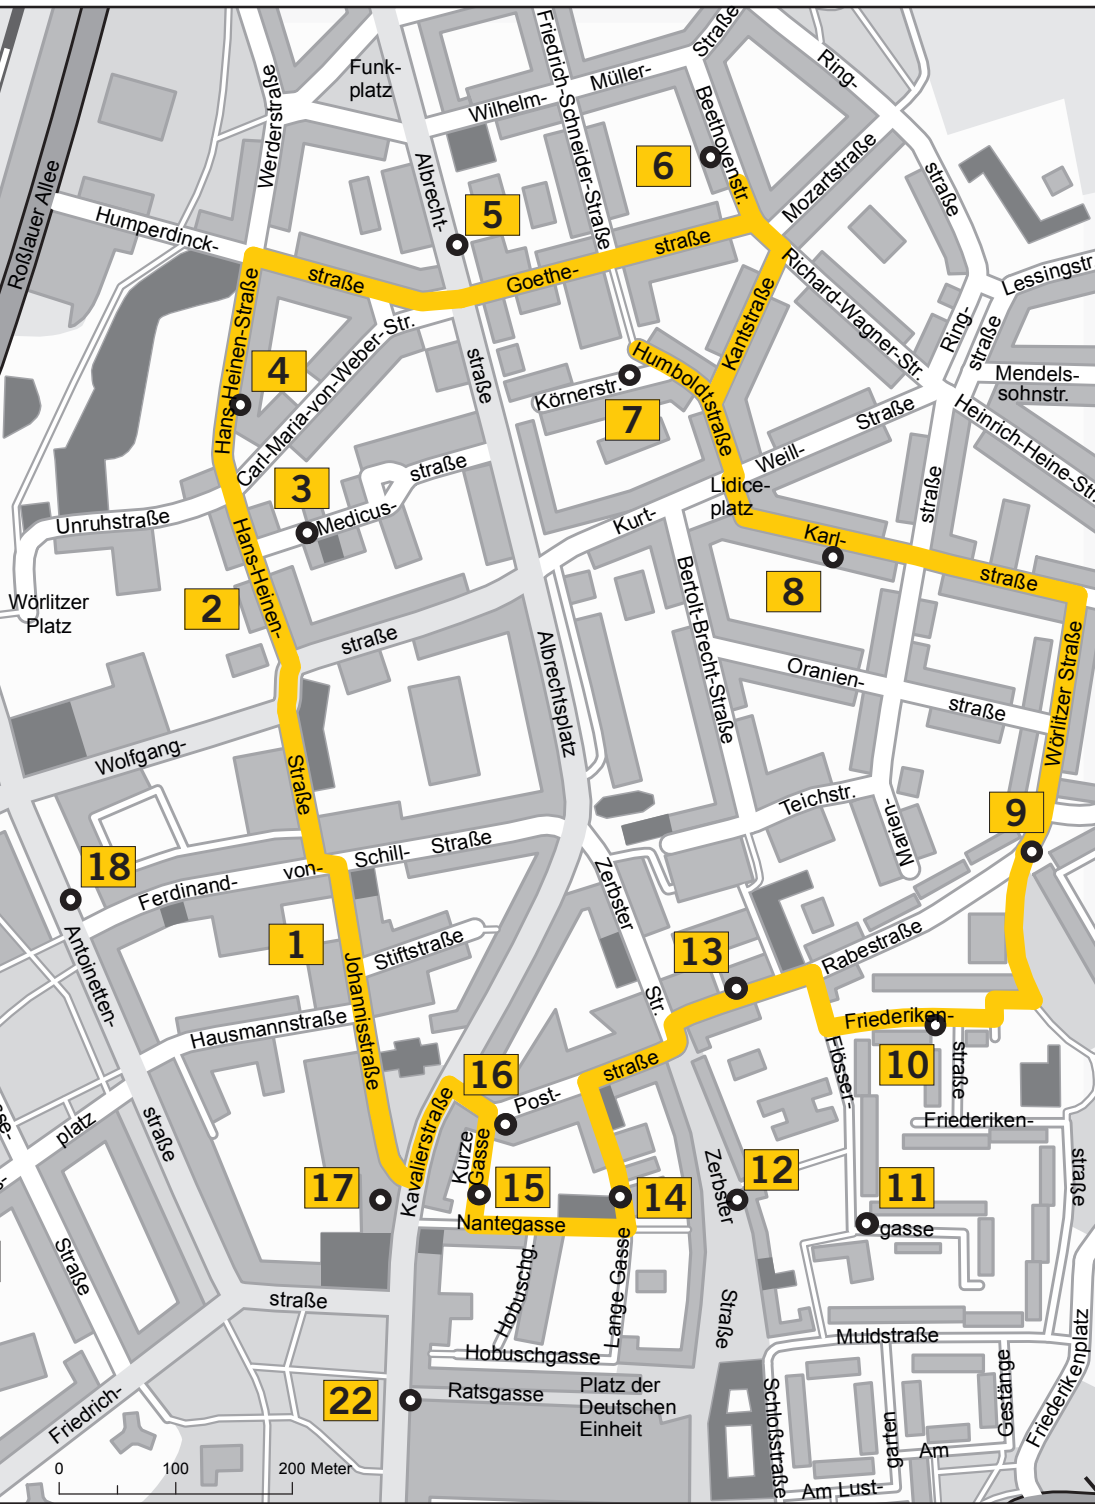 Funk-
platz
Wilhelm-
Müller-
Straße
Friedrich-Schneider-Straße
Beethovenstr.
Ring-
straße
Werderstraße
Albrecht-
straße
Mozartstraße
6
5
Roßlauer Allee
Humperdinck-
straße
Goethe-
straße
Richard-Wagner-Str.
Lessingstr
Ring-
straße
Hans-Heinen-Straße
4
Carl-Maria-von-Weber-Str.
Kantstraße
Humboldtstraße
Körnerstr.
7
Mendels-
sohnstr.
Heinrich-Heine-Str.
Kurt-
Weill-
Straße
Lidice-
platz
straße
3
Medicus-
straße
Unruhstraße
Hans-Heinen-
Straße
2
Wörlitzer
Platz
Karl-
straße
8
Bertolt-Brecht-Straße
Oranien-
straße
Wörlitzer Straße
Wolfgang-
straße
Albrechtsplatz
Teichstr.
Marien-
9
18
Ferdinand-
von-
Schill-
Straße
Zerbster
Str.
1
Stiftstraße
Johannisstraße
Antoinetten-
straße
Hausmannstraße
13
Rabestraße
Friederiken-
straße
10
Flösser-
gasse
11
Friederiken-
straße
16
Post-
straße
platz
Kavalierstraße
Kurze
Gasse
17
15
14
12
Zerbster
Straße
Nantegasse
Hobuschg.
Lange Gasse
Hobuschgasse
Straße
straße
Friedrich-
22
Ratsgasse
Platz der
Deutschen
Einheit
Muldstraße
Schloßstraße
garten
Am
Gestänge
Am Lust-
Friederikenplatz
0
100
200 Meter